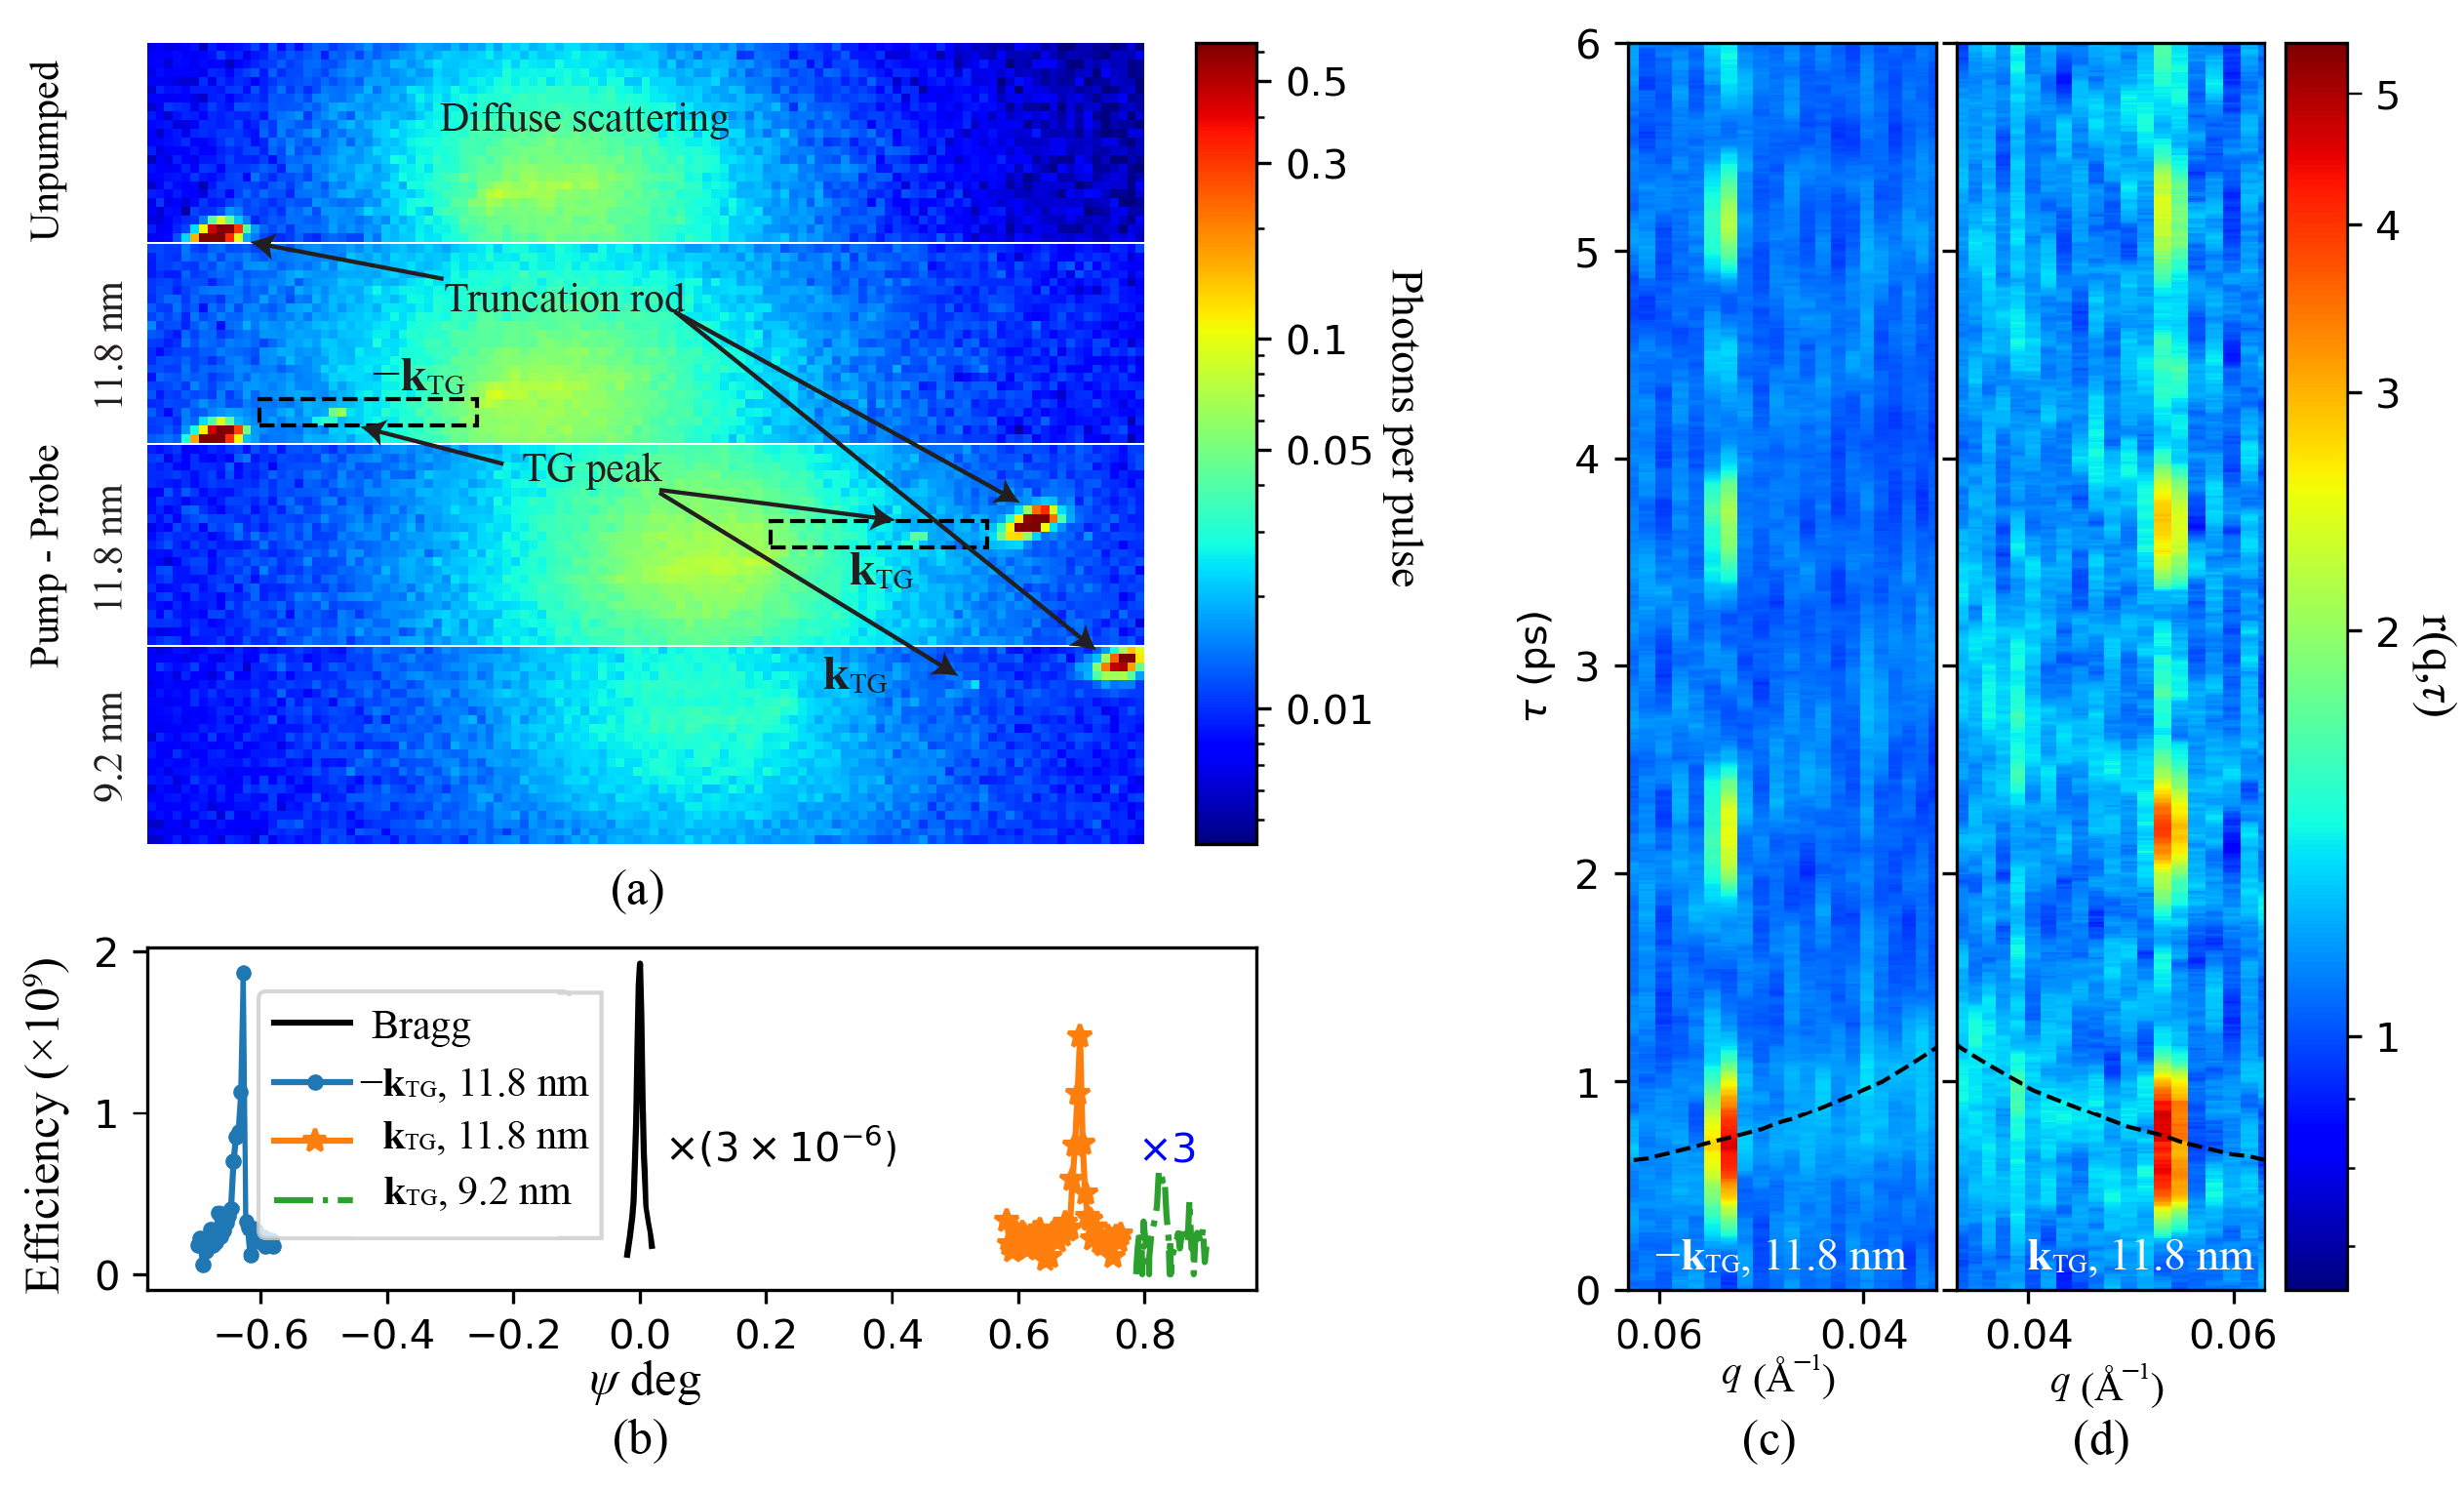 Unpumped
Pump - Probe
11.8 nm
11.8 nm
9.2 nm
Diffuse scattering
Truncation rod
−kTG
TG peak
kTG
kTG
0.5
0.3
0.1
0.05
0.01
Photons per pulse
(a)
Efficiency (×10⁹)
2
1
0
Bragg
−kTG, 11.8 nm
kTG, 11.8 nm
kTG, 9.2 nm
×(3 × 10⁻⁶)
×3
−0.6 −0.4 −0.2 0.0 0.2 0.4 0.6 0.8
ψ deg
(b)
τ (ps)
6
5
4
3
2
1
0
−kTG, 11.8 nm
kTG, 11.8 nm
0.06 0.04
0.04 0.06
q (Å⁻¹)
q (Å⁻¹)
(c)
(d)
5
4
3
2
1
r(q,τ)